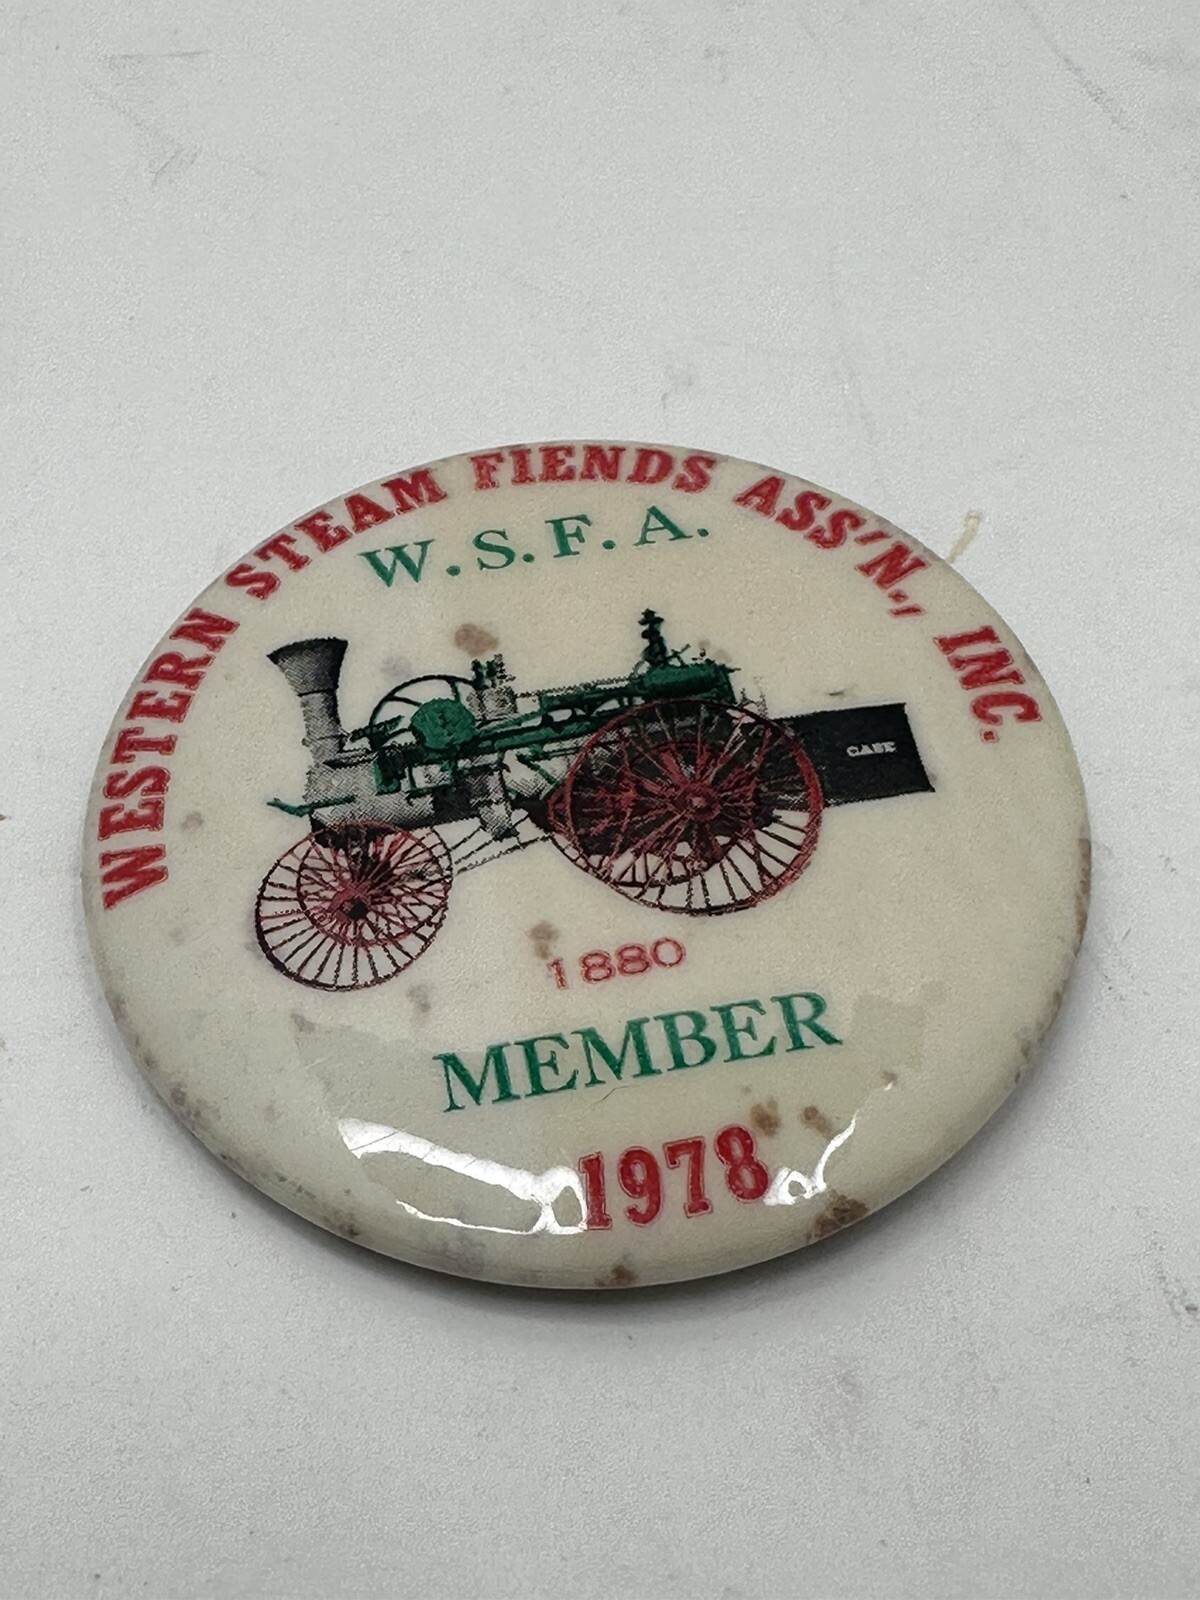 WESTERN STEAM FIENDS ASS'N., INC.
W.S.F.A.
CASE
1880
MEMBER
1978